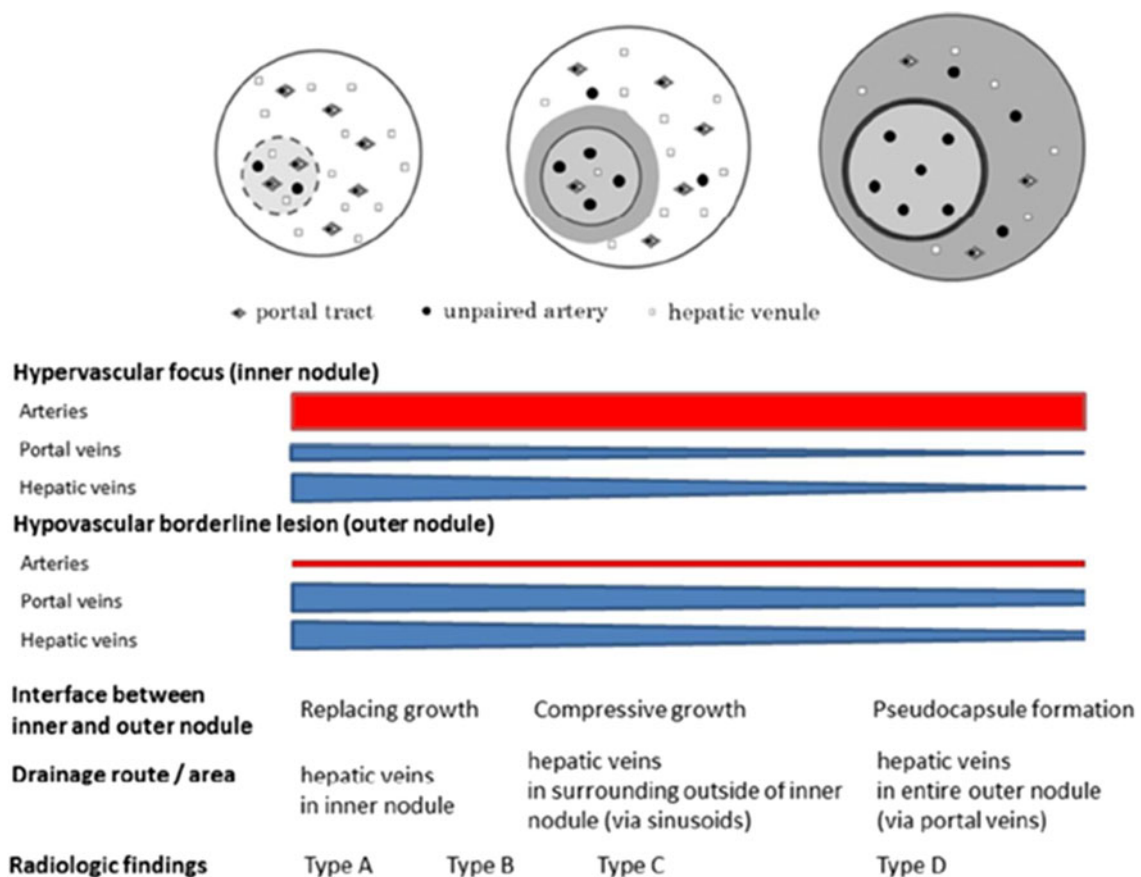 portal tract unpaired artery hepatic venule
Hypervascular focus (inner nodule)
Arteries
Portal veins
Hepatic veins
Hypovascular borderline lesion (outer nodule)
Arteries
Portal veins
Hepatic veins
Interface between
inner and outer nodule
Replacing growth
Compressive growth
Pseudocapsule formation
Drainage route / area
hepatic veins
in inner nodule
hepatic veins
in surrounding outside of inner
nodule (via sinusoids)
hepatic veins
in entire outer nodule
(via portal veins)
Radiologic findings Type A Type B Type C Type D